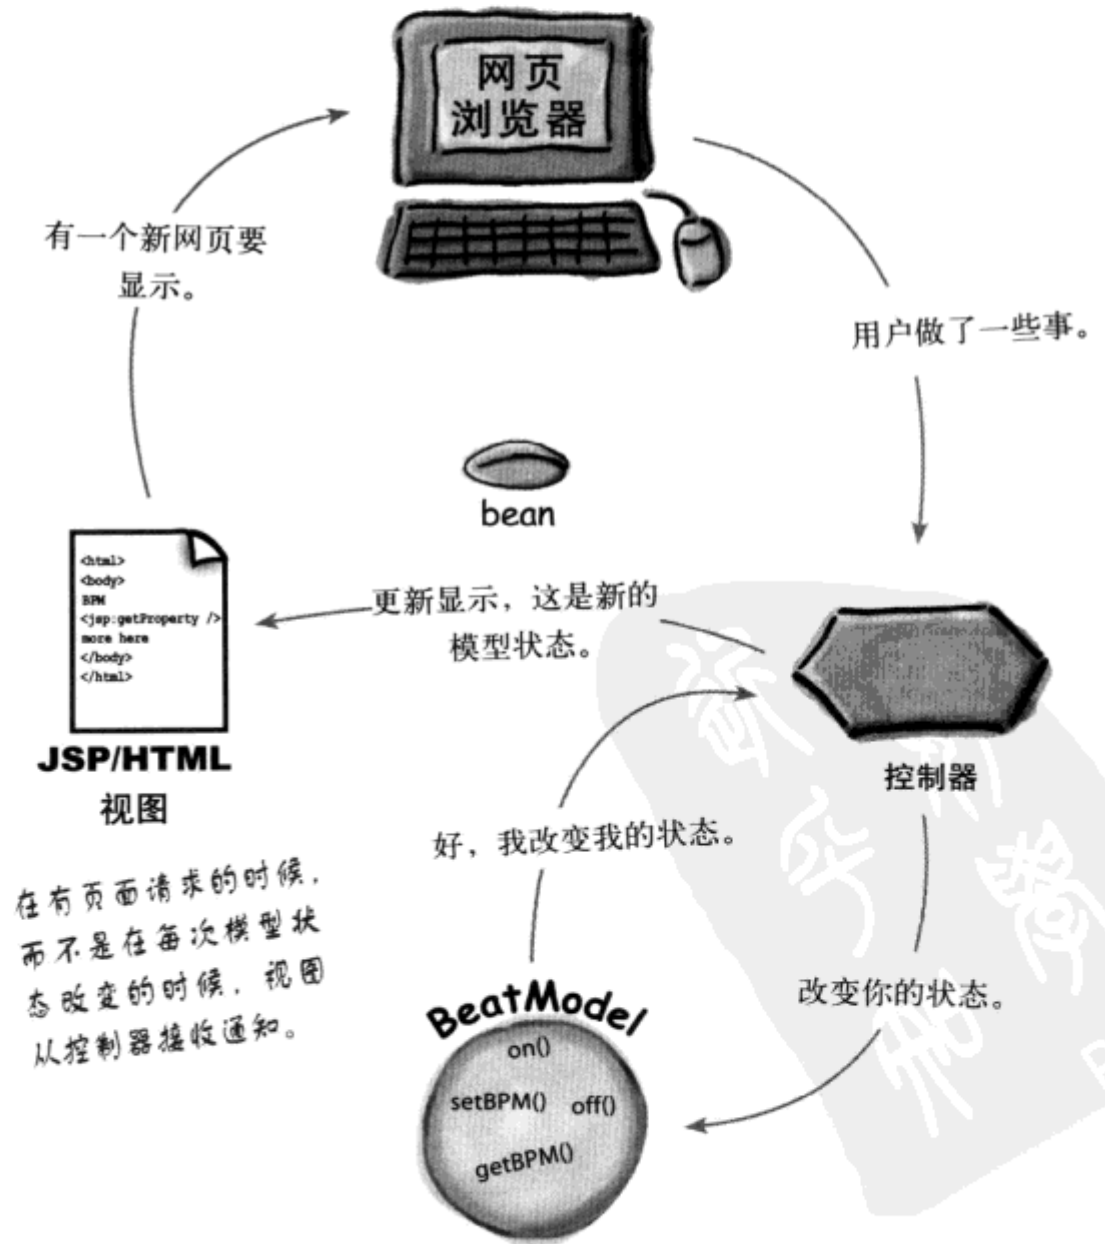 网页
浏览器
有一个新网页要
显示。
用户做了一些事。
bean
<html>
<body>
BPM
<jsp:getProperty />
more here
</body>
</html>
更新显示，这是新的
模型状态。
JSP/HTML
视图
控制器
好，我改变我的状态。
在有页面请求的时候，
而不是在每次模型状
态改变的时候，视图
从控制器接收通知。
改变你的状态。
BeatModel
on()
setBPM() off()
getBPM()